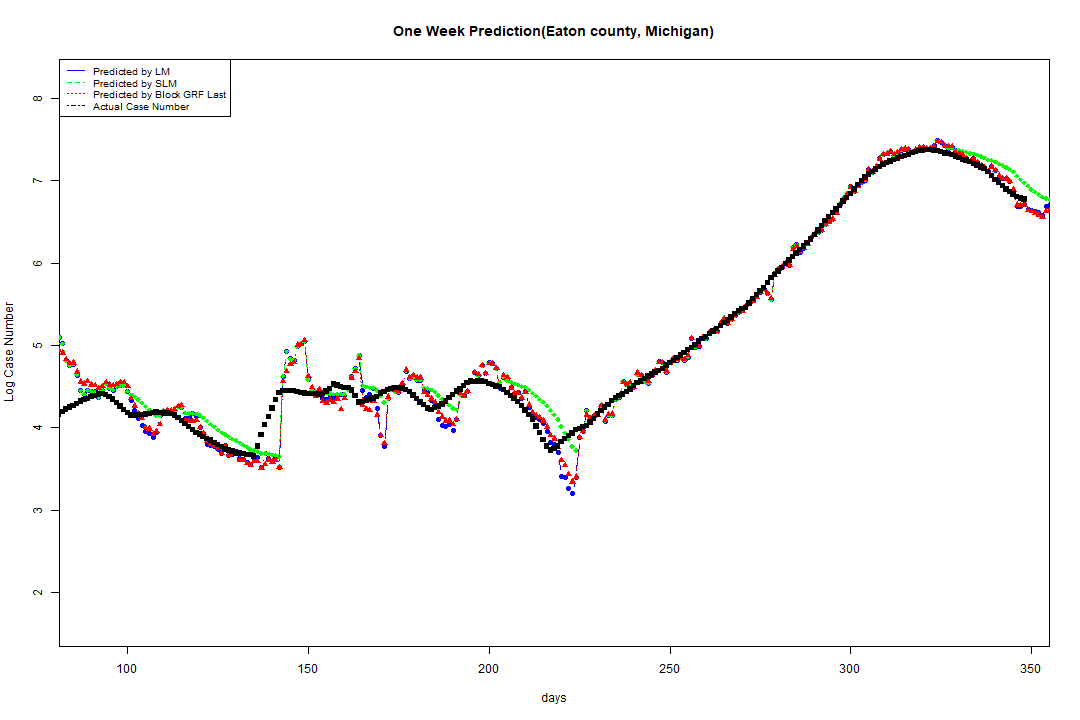 One Week Prediction(Eaton county, Michigan)
Predicted by LM
Predicted by SLM
Predicted by Block GRF Last
Actual Case Number
8
7
6
5
4
3
2
Log Case Number
100 150 200 250 300 350
days